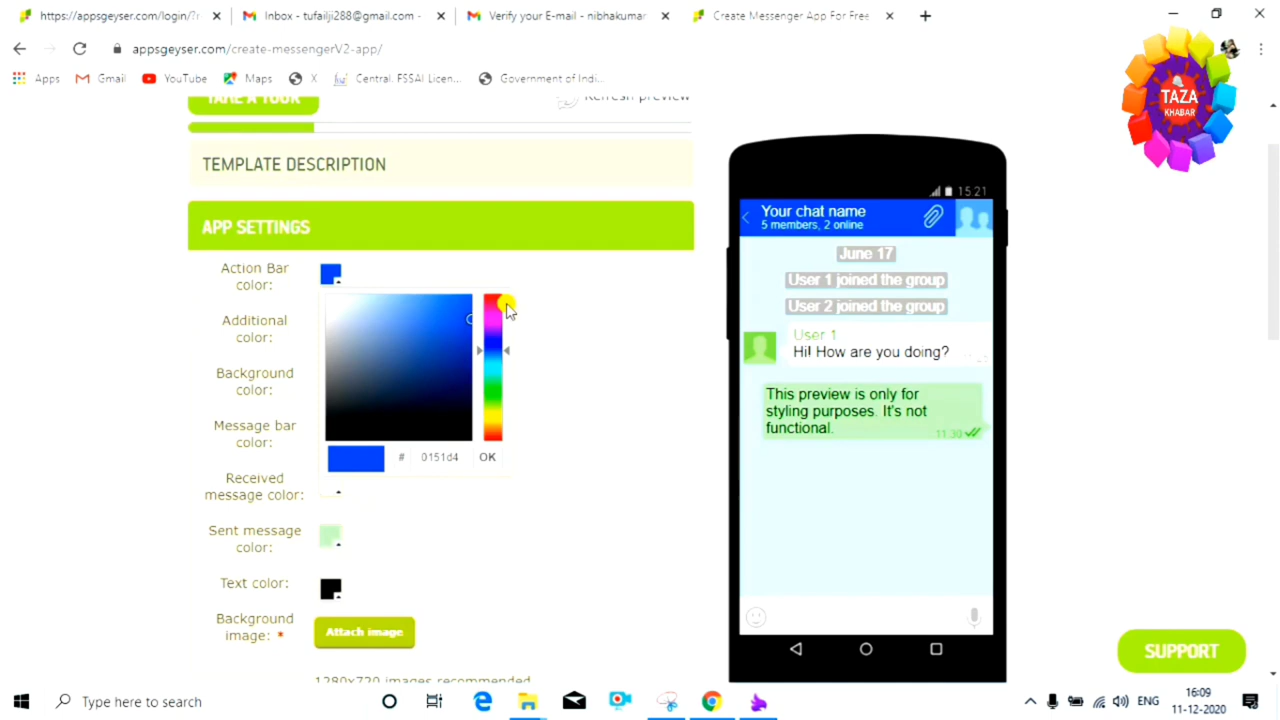 https://appsgeyser.com/login/?r
Inbox - tufailji288@gmail.com -
Verify your E-mail - nibhakumar
Create Messenger App For Free
appsgeyser.com/create-messengerV2-app/
Apps
Gmail
YouTube
Maps
X
Central. FSSAI Licen...
Government of Indi...
TAZA
KHABAR
TAKE A TOUR
Refresh preview
TEMPLATE DESCRIPTION
APP SETTINGS
Action Bar
color:
Additional
color:
Background
color:
Message bar
color:
# 0151d4 OK
Received
message color:
Sent message
color:
Text color:
Background
image: *
Attach image
1280x720 images recommended
15:21
Your chat name
5 members, 2 online
June 17
User 1 joined the group
User 2 joined the group
User 1
Hi! How are you doing?
This preview is only for
styling purposes. It's not
functional.
11:30
SUPPORT
Type here to search
ENG
16:09
11-12-2020